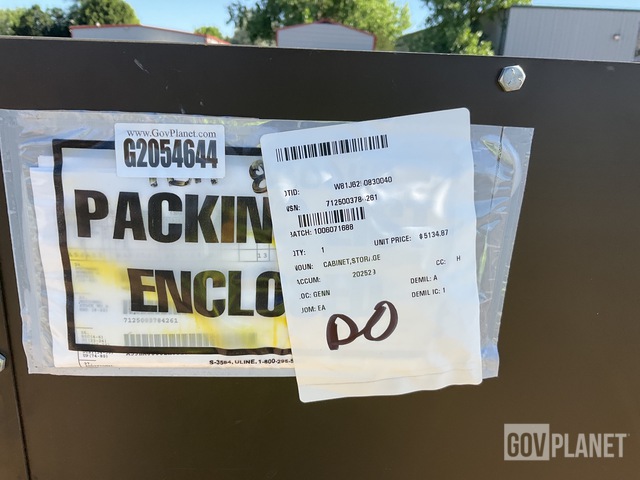 www.GovPlanet.com
G2054644
PACKIN
ENCLO
7125003784261
S-3584, ULINE, 1-800-295-5
DTID: W81J62 0830040
NSN: 712500378 261
BATCH: 1006071688
QTY: 1 UNIT PRICE: $ 5134.87
NOUN: CABINET,STORAGE CC: H
ACCUM: 202523 DEMIL: A
LOC: GENN DEMIL IC: 1
UOM: EA
DO
GOVPLANET